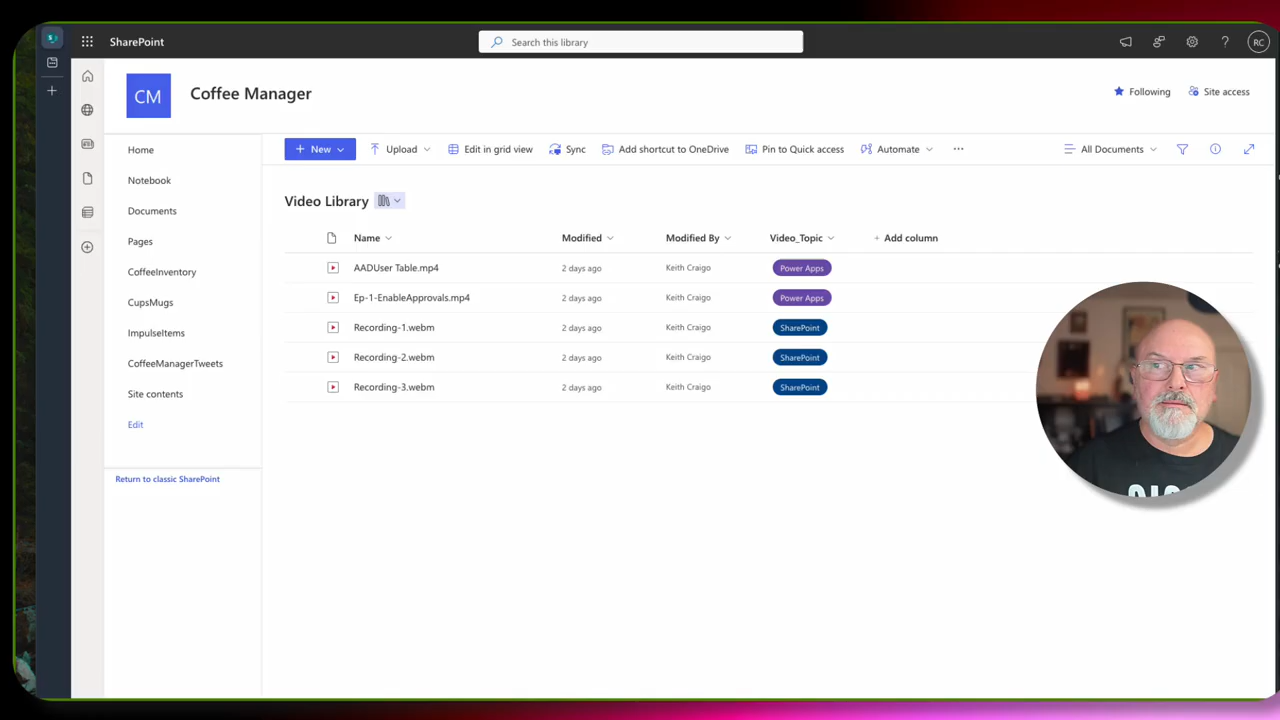 SharePoint
Search this library
RC
CM
Coffee Manager
Following
Site access
Home
Notebook
Documents
Pages
CoffeeInventory
CupsMugs
ImpulseItems
CoffeeManagerTweets
Site contents
Edit
Return to classic SharePoint
+ New
Upload
Edit in grid view
Sync
Add shortcut to OneDrive
Pin to Quick access
Automate
...
All Documents
Video Library
Name
Modified
Modified By
Video_Topic
+ Add column
AADUser Table.mp4 2 days ago Keith Craigo Power Apps
Ep-1-EnableApprovals.mp4 2 days ago Keith Craigo Power Apps
Recording-1.webm 2 days ago Keith Craigo SharePoint
Recording-2.webm 2 days ago Keith Craigo SharePoint
Recording-3.webm 2 days ago Keith Craigo SharePoint